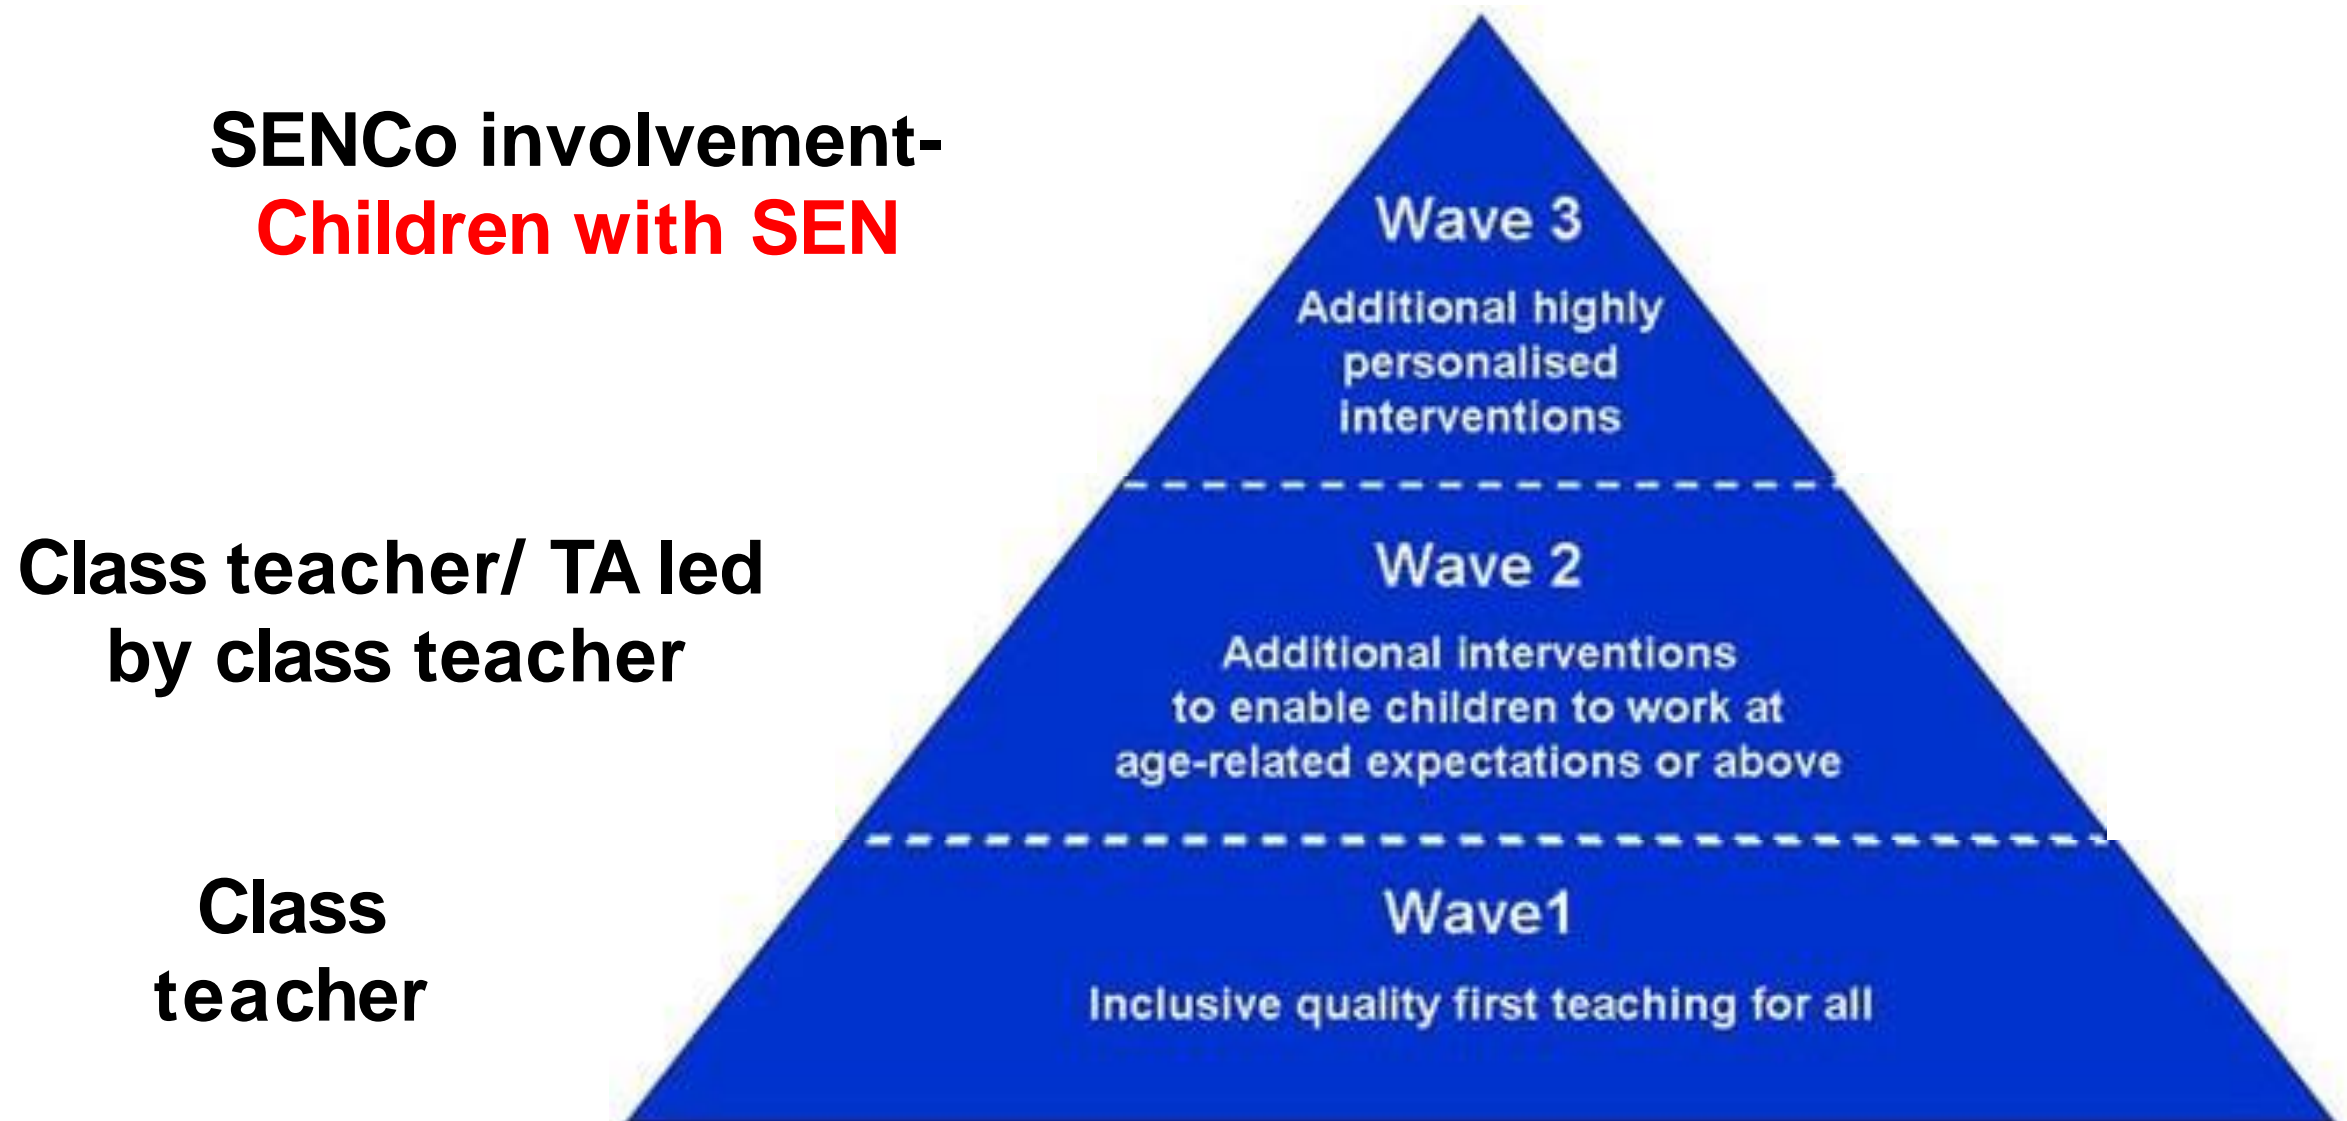 SENCo involvement-
Children with SEN
Wave 3
Additional highly
personalised
interventions
Class teacher/ TA led
by class teacher
Wave 2
Additional interventions
to enable children to work at
age-related expectations or above
Class
teacher
Wave1
Inclusive quality first teaching for all